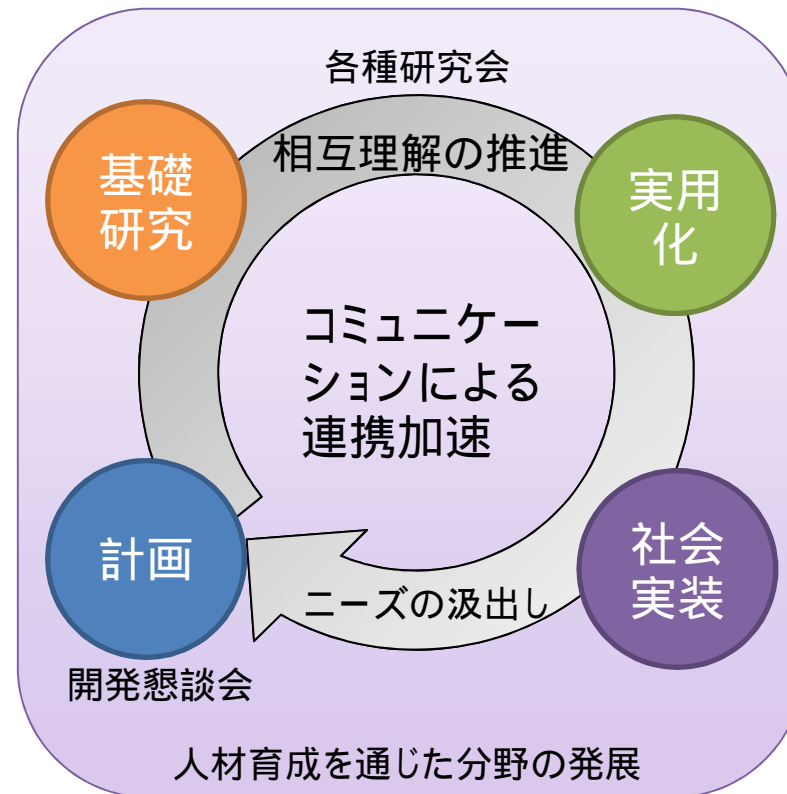 各種研究会
相互理解の推進
基礎
研究
実用
化
コミュニケー
ションによる
連携加速
計画
社会
実装
ニーズの汲出し
開発懇談会
人材育成を通じた分野の発展